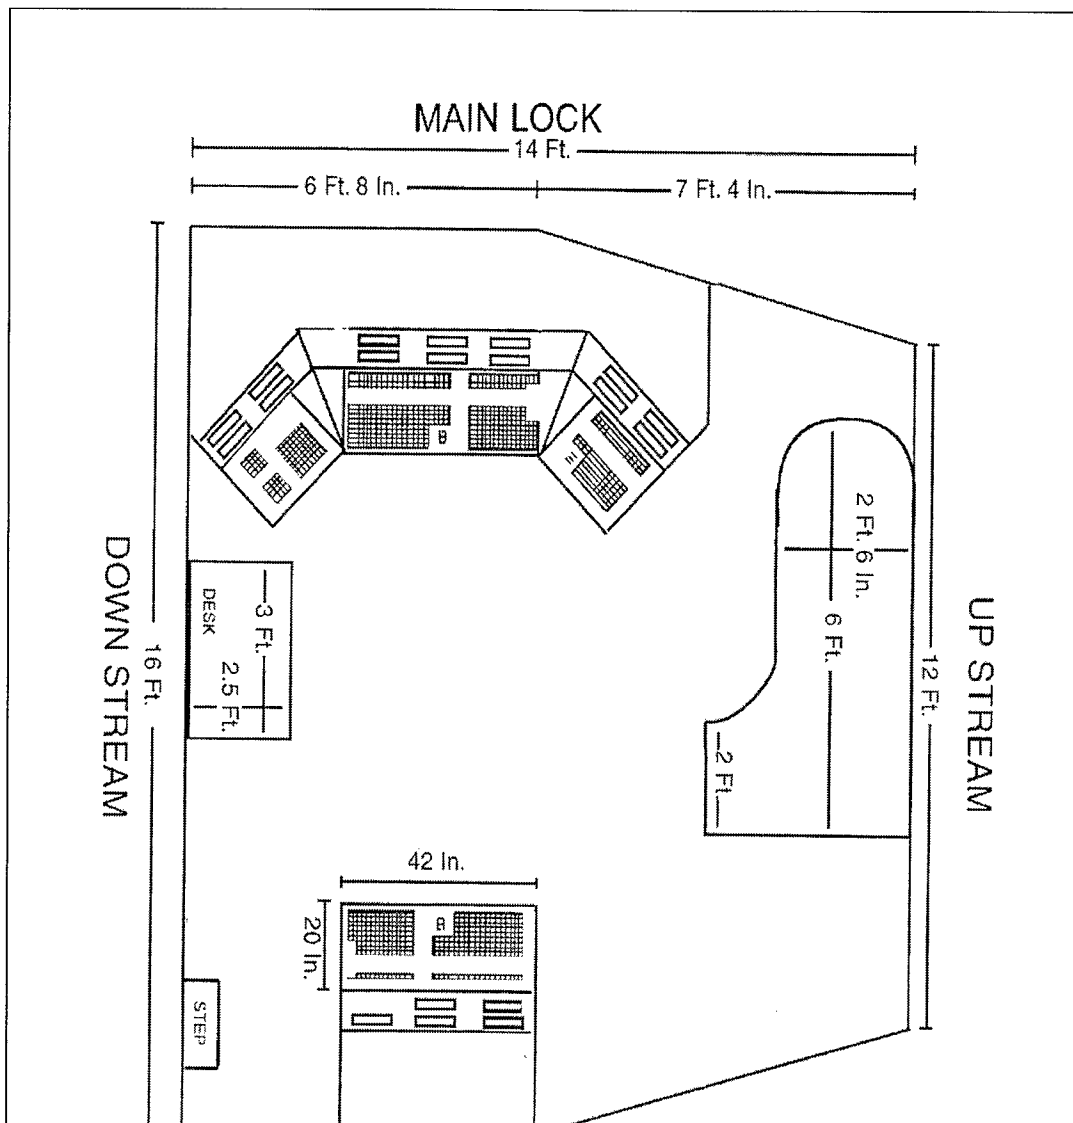 MAIN LOCK
14 Ft.
6 Ft. 8 In.
7 Ft. 4 In.
DOWN STREAM
16 Ft.
DESK
3 Ft.
2.5 Ft.
2 Ft. 6 In.
6 Ft.
2 Ft.
12 Ft.
UP STREAM
42 In.
20 In.
STEP